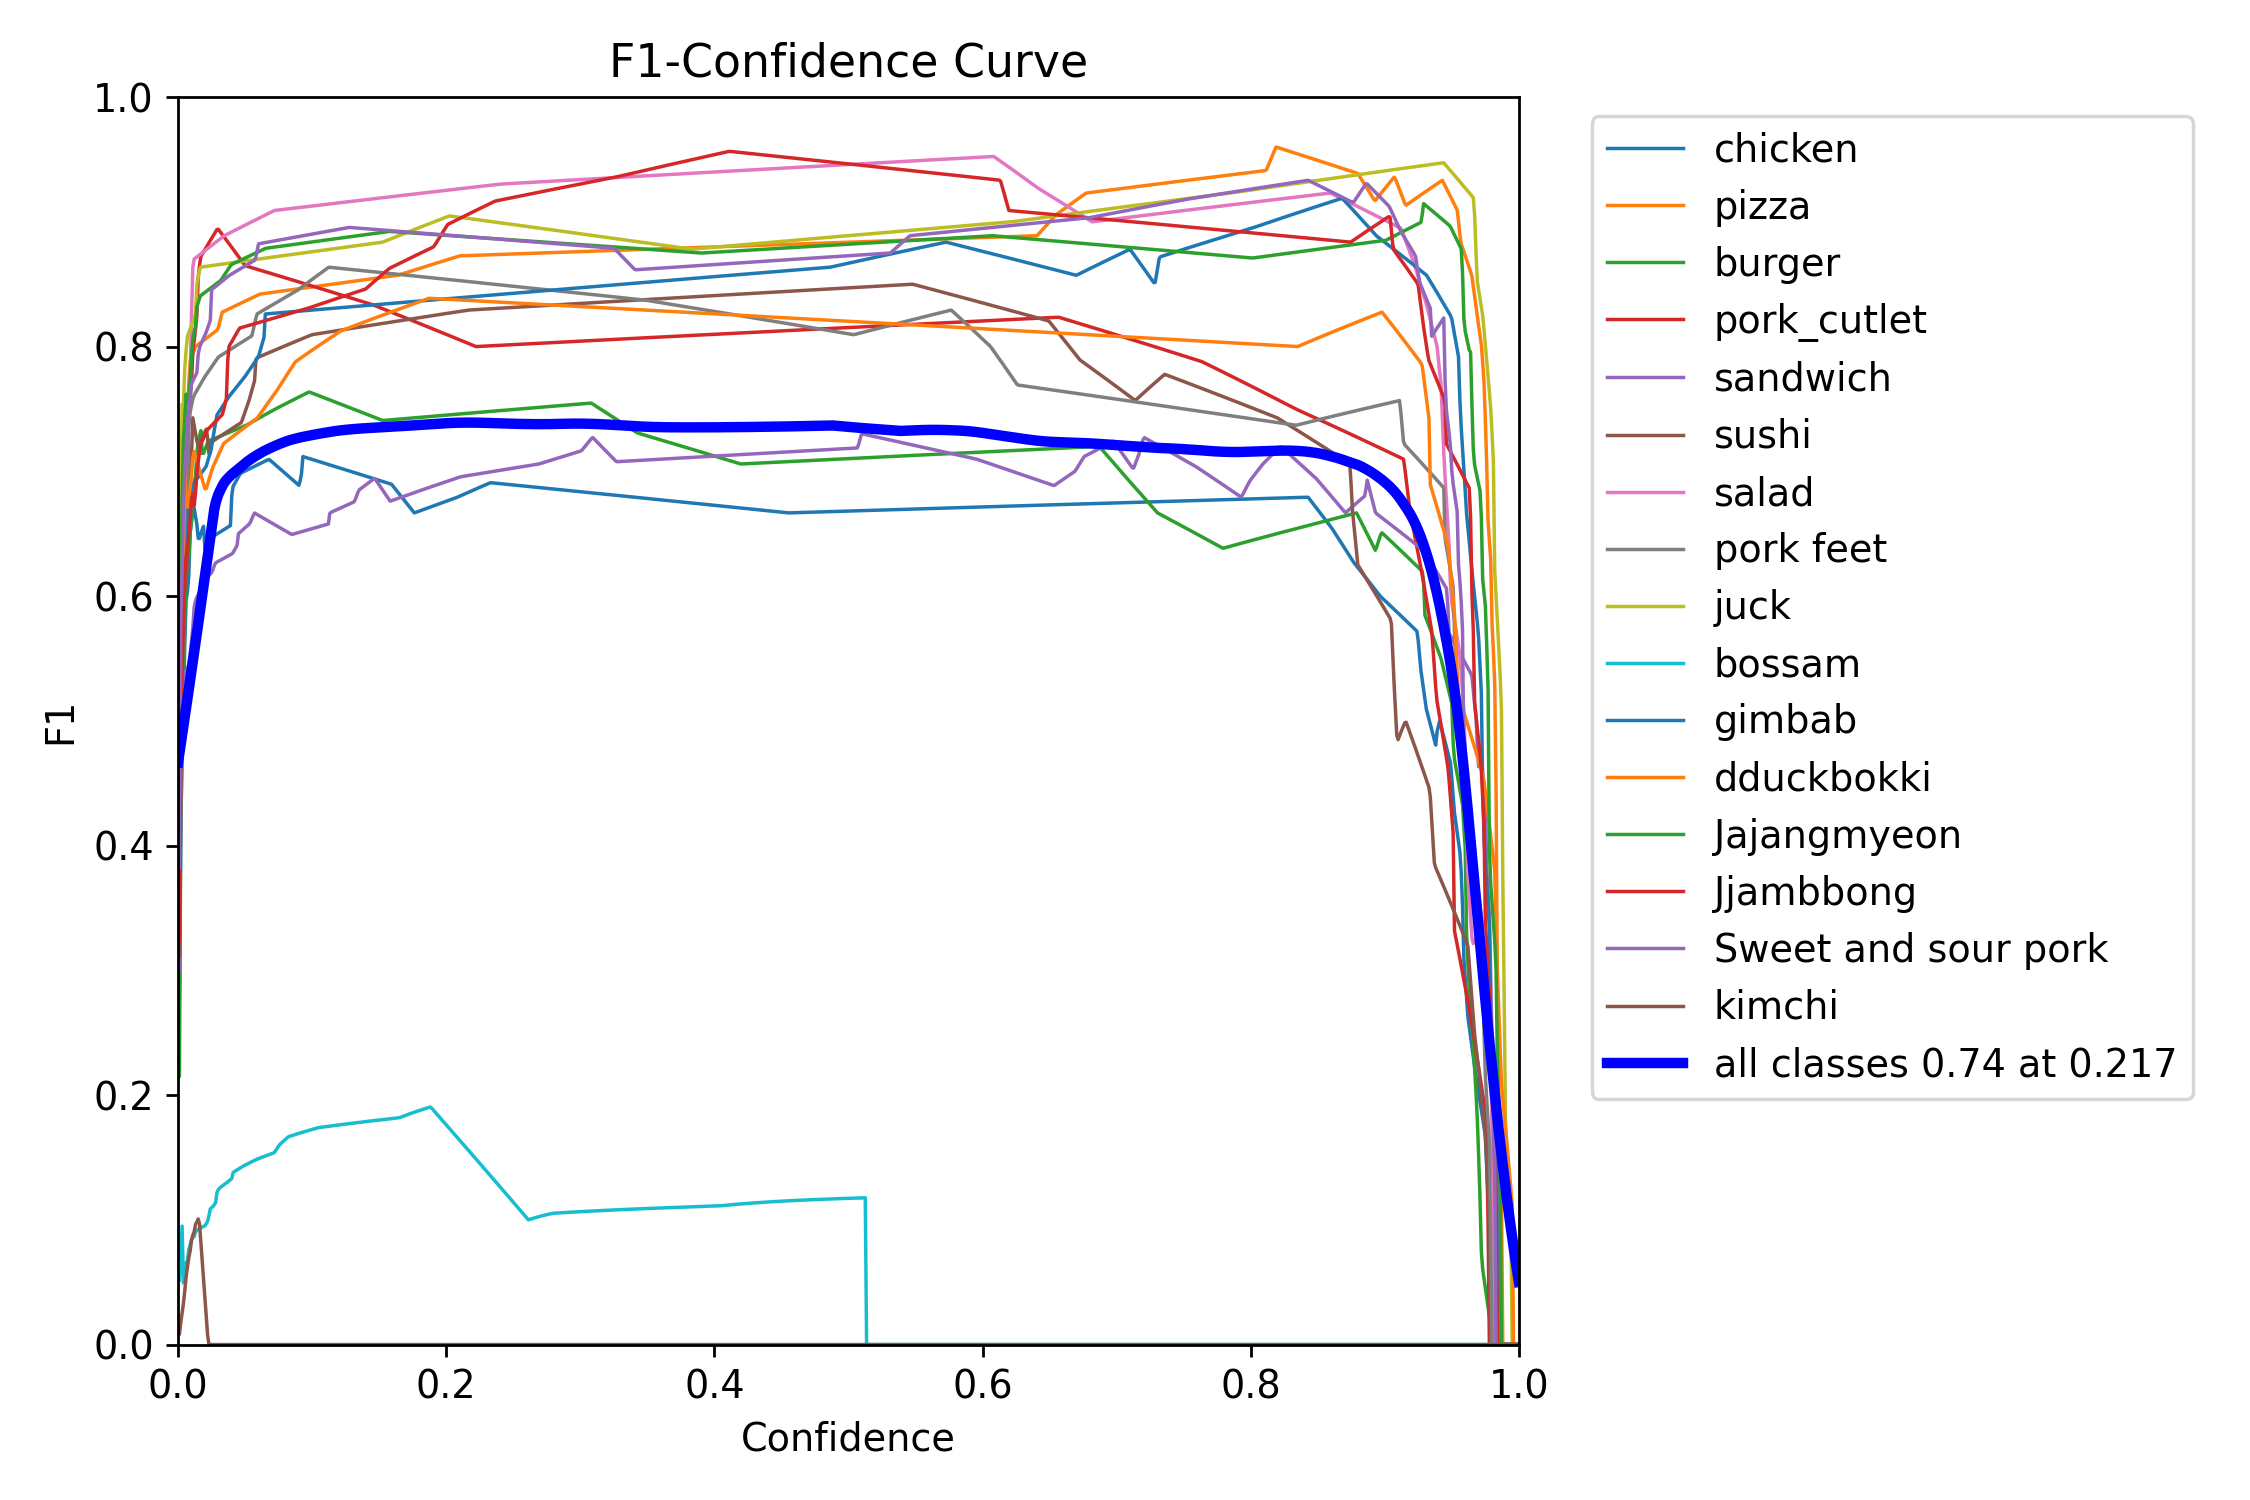 F1-Confidence Curve
1.0
0.8
0.6
0.4
0.2
0.0
F1
0.0 0.2 0.4 0.6 0.8 1.0
Confidence
chicken
pizza
burger
pork_cutlet
sandwich
sushi
salad
pork feet
juck
bossam
gimbab
dduckbokki
Jajangmyeon
Jjambbong
Sweet and sour pork
kimchi
all classes 0.74 at 0.217